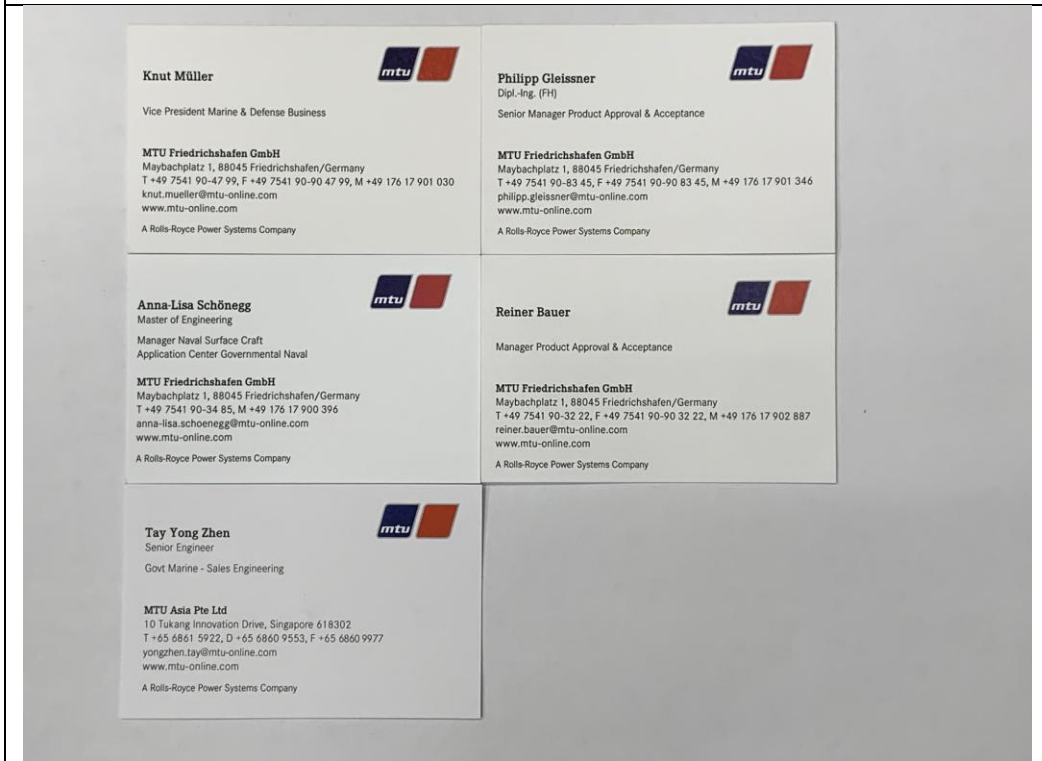 mtu
Knut Müller
Vice President Marine & Defense Business
MTU Friedrichshafen GmbH
Maybachplatz 1, 88045 Friedrichshafen/Germany
T +49 7541 90-47 99, F +49 7541 90-90 47 99, M +49 176 17 901 030
knut.mueller@mtu-online.com
www.mtu-online.com
A Rolls-Royce Power Systems Company
mtu
Philipp Gleissner
Dipl.-Ing. (FH)
Senior Manager Product Approval & Acceptance
MTU Friedrichshafen GmbH
Maybachplatz 1, 88045 Friedrichshafen/Germany
T +49 7541 90-83 45, F +49 7541 90-90 83 45, M +49 176 17 901 346
philipp.gleissner@mtu-online.com
www.mtu-online.com
A Rolls-Royce Power Systems Company
mtu
Anna-Lisa Schönegg
Master of Engineering
Manager Naval Surface Craft
Application Center Governmental Naval
MTU Friedrichshafen GmbH
Maybachplatz 1, 88045 Friedrichshafen/Germany
T +49 7541 90-34 85, M +49 176 17 900 396
anna-lisa.schoenegg@mtu-online.com
www.mtu-online.com
A Rolls-Royce Power Systems Company
mtu
Reiner Bauer
Manager Product Approval & Acceptance
MTU Friedrichshafen GmbH
Maybachplatz 1, 88045 Friedrichshafen/Germany
T +49 7541 90-32 22, F +49 7541 90-90 32 22, M +49 176 17 902 887
reiner.bauer@mtu-online.com
www.mtu-online.com
A Rolls-Royce Power Systems Company
mtu
Tay Yong Zhen
Senior Engineer
Govt Marine - Sales Engineering
MTU Asia Pte Ltd
10 Tukang Innovation Drive, Singapore 618302
T +65 6861 5922, D +65 6860 9553, F +65 6860 9977
yongzhen.tay@mtu-online.com
www.mtu-online.com
A Rolls-Royce Power Systems Company